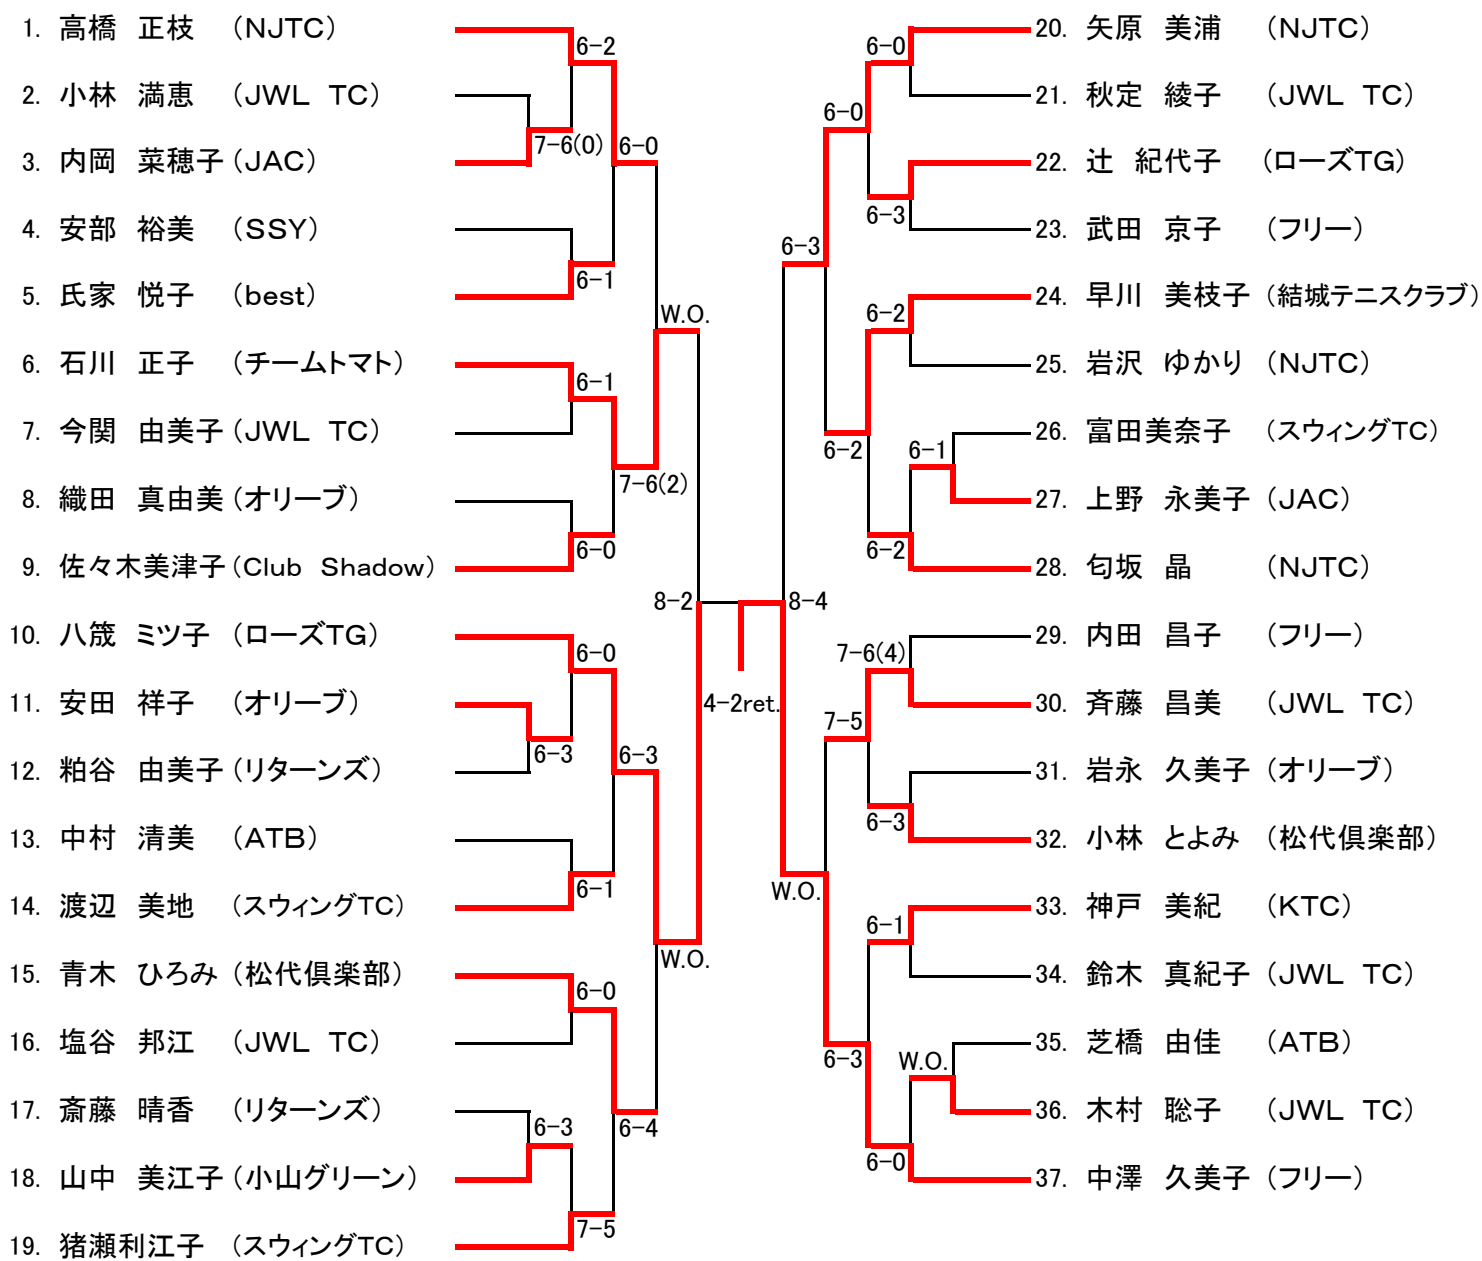 1. 高橋 正枝 （NJTC）
2. 小林 満恵 （JWL TC）
3. 内岡 菜穂子（JAC）
4. 安部 裕美 （SSY）
5. 氏家 悦子 （best）
6. 石川 正子 （チームトマト）
7. 今関 由美子（JWL TC）
8. 織田 真由美（オリーブ）
9. 佐々木美津子（Club Shadow）
10. 八筬 ミツ子 （ローズTG）
11. 安田 祥子 （オリーブ）
12. 粕谷 由美子（リターンズ）
13. 中村 清美 （ATB）
14. 渡辺 美地 （スウィングTC）
15. 青木 ひろみ（松代倶楽部）
16. 塩谷 邦江 （JWL TC）
17. 斎藤 晴香 （リターンズ）
18. 山中 美江子（小山グリーン）
19. 猪瀬利江子 （スウィングTC）
6-2
7-6(0)
6-0
6-1
W.O.
6-1
7-6(2)
6-0
8-2
6-0
6-3
6-3
6-1
W.O.
6-0
6-3
6-4
7-5
4-2ret.
20. 矢原 美浦 （NJTC）
21. 秋定 綾子 （JWL TC）
22. 辻 紀代子 （ローズTG）
23. 武田 京子 （フリー）
24. 早川 美枝子（結城テニスクラブ）
25. 岩沢 ゆかり（NJTC）
26. 富田美奈子 （スウィングTC）
27. 上野 永美子（JAC）
28. 匂坂 晶 （NJTC）
29. 内田 昌子 （フリー）
30. 斉藤 昌美 （JWL TC）
31. 岩永 久美子（オリーブ）
32. 小林 とよみ （松代倶楽部）
33. 神戸 美紀 （KTC）
34. 鈴木 真紀子（JWL TC）
35. 芝橋 由佳 （ATB）
36. 木村 聡子 （JWL TC）
37. 中澤 久美子（フリー）
6-0
6-0
6-3
6-3
6-2
6-2
6-1
6-2
8-4
7-6(4)
7-5
6-3
W.O.
6-1
6-3
W.O.
6-0